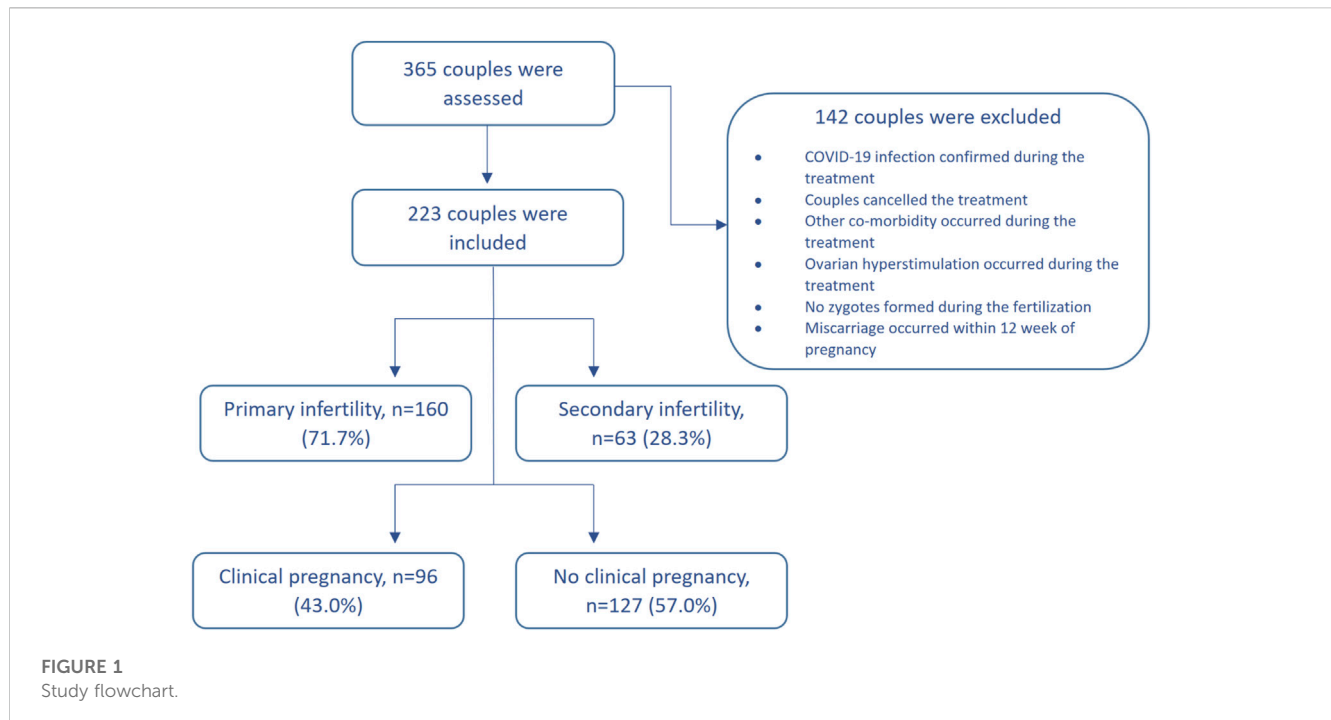 365 couples were
assessed
142 couples were excluded
• COVID-19 infection confirmed during the
treatment
• Couples cancelled the treatment
• Other co-morbidity occurred during the
treatment
• Ovarian hyperstimulation occurred during the
treatment
• No zygotes formed during the fertilization
• Miscarriage occurred within 12 week of
pregnancy
223 couples were
included
Primary infertility, n=160
(71.7%)
Secondary infertility,
n=63 (28.3%)
Clinical pregnancy, n=96
(43.0%)
No clinical pregnancy,
n=127 (57.0%)
FIGURE 1
Study flowchart.